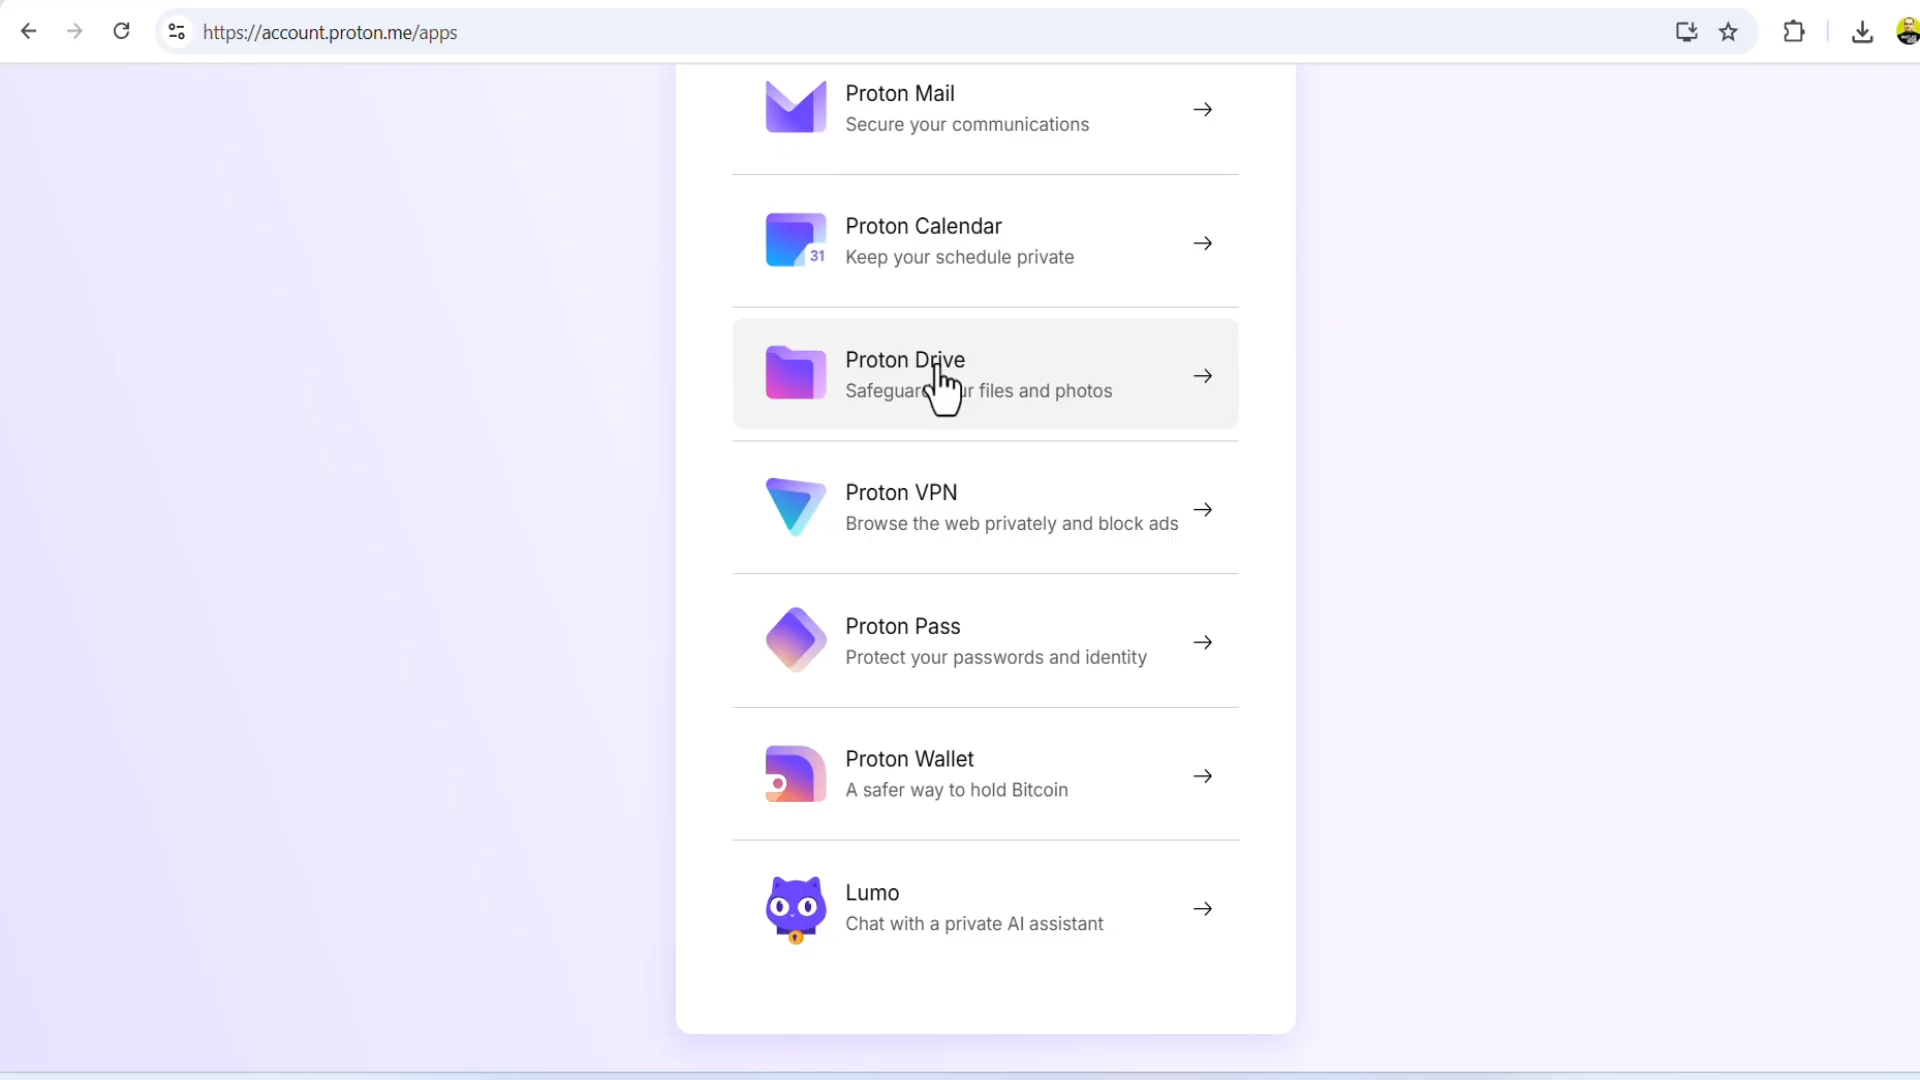 https://account.proton.me/apps
Proton Mail
Secure your communications
Proton Calendar
31
Keep your schedule private
Proton Drive
Safeguard files and photos
Proton VPN
Browse the web privately and block ads
Proton Pass
Protect your passwords and identity
Proton Wallet
A safer way to hold Bitcoin
Lumo
Chat with a private AI assistant